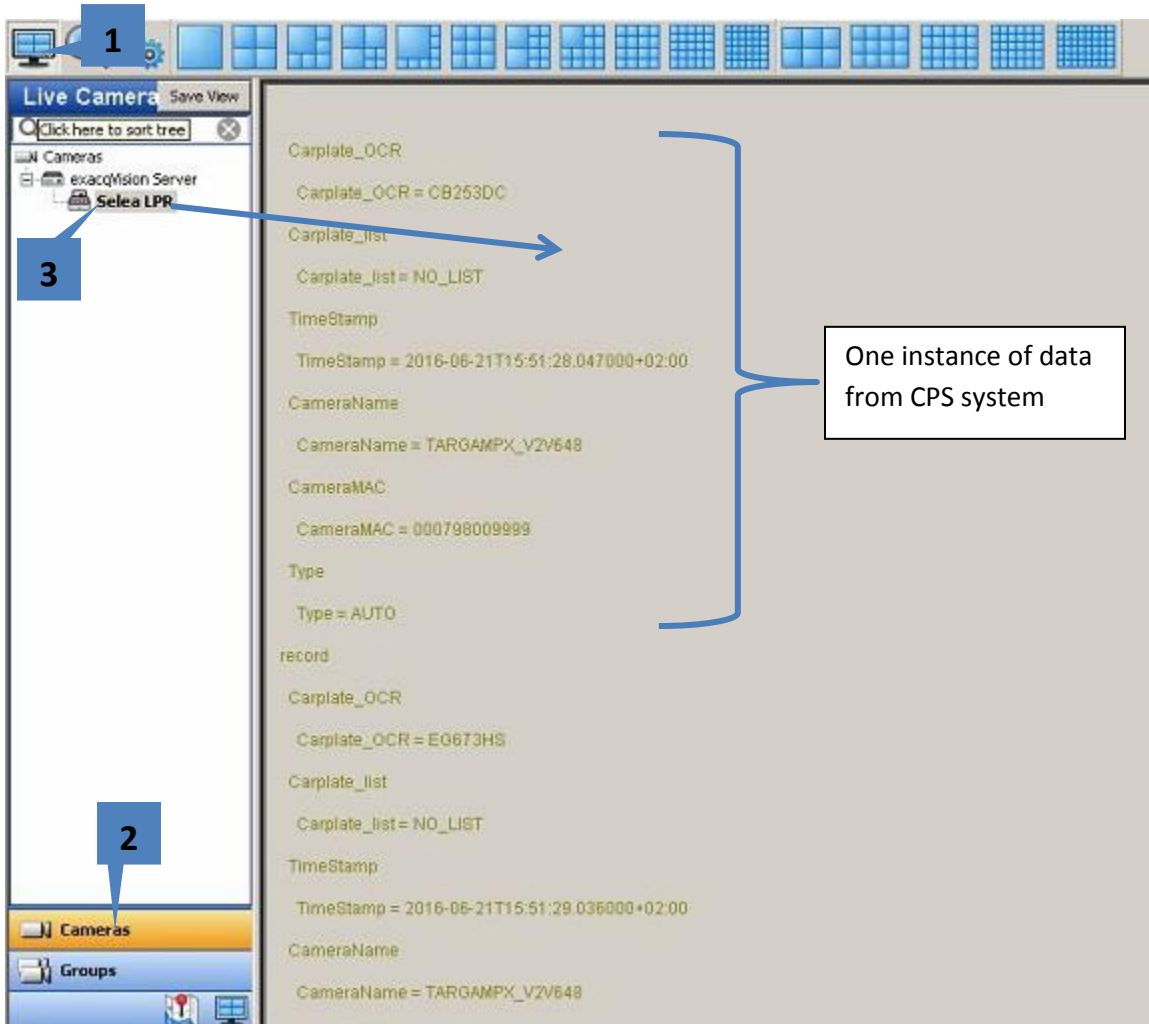 1
Live Camera Save View
Click here to sort tree
Cameras
exacqVision Server
Selea LPR
3
2
Cameras
Groups
Carplate_OCR
Carplate_OCR = CB253DC
Carplate_list
Carplate_list = NO_LIST
TimeStamp
TimeStamp = 2016-06-21T15:51:28.047000+02:00
CameraName
CameraName = TARGAMPX_V2V648
CameraMAC
CameraMAC = 000798009999
Type
Type = AUTO
record
Carplate_OCR
Carplate_OCR = EG673HS
Carplate_list
Carplate_list = NO_LIST
TimeStamp
TimeStamp = 2016-06-21T15:51:29.036000+02:00
CameraName
CameraName = TARGAMPX_V2V648
One instance of data
from CPS system